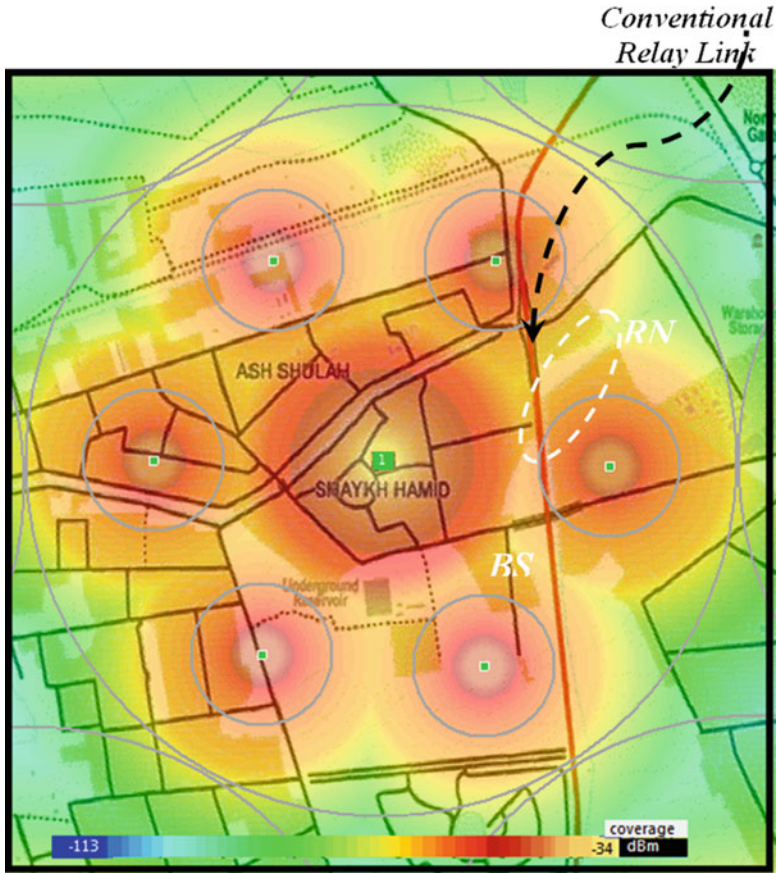 Conventional
Relay Link
RN
ASH SHULAH
1
SHAYKH HAMID
BS
Underground
Reservoir
coverage
-113
-34
dBm